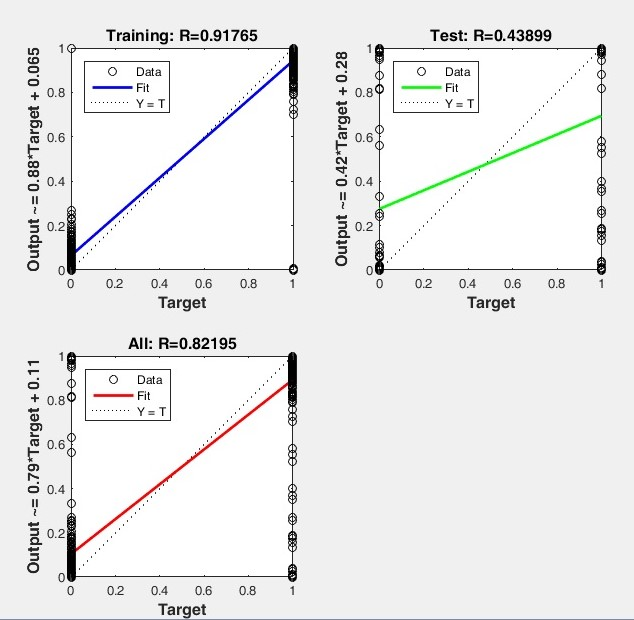 Training: R=0.91765
Output ~= 0.88*Target + 0.065
1
0.8
0.6
0.4
0.2
0
Data
Fit
Y = T
0 0.2 0.4 0.6 0.8 1
Target
Test: R=0.43899
Output ~= 0.42*Target + 0.28
1
0.8
0.6
0.4
0.2
0
Data
Fit
Y = T
0 0.2 0.4 0.6 0.8 1
Target
All: R=0.82195
Output ~= 0.79*Target + 0.11
1
0.8
0.6
0.4
0.2
0
Data
Fit
Y = T
0 0.2 0.4 0.6 0.8 1
Target